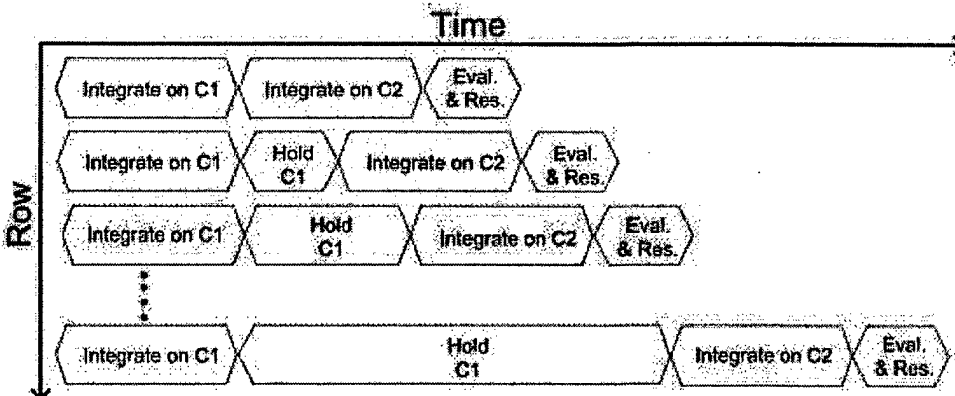 Time
Row
Integrate on C1
Integrate on C2
Eval.
& Res.
Integrate on C1
Hold
C1
Integrate on C2
Eval.
& Res.
Integrate on C1
Hold
C1
Integrate on C2
Eval.
& Res.
Integrate on C1
Hold
C1
Integrate on C2
Eval.
& Res.